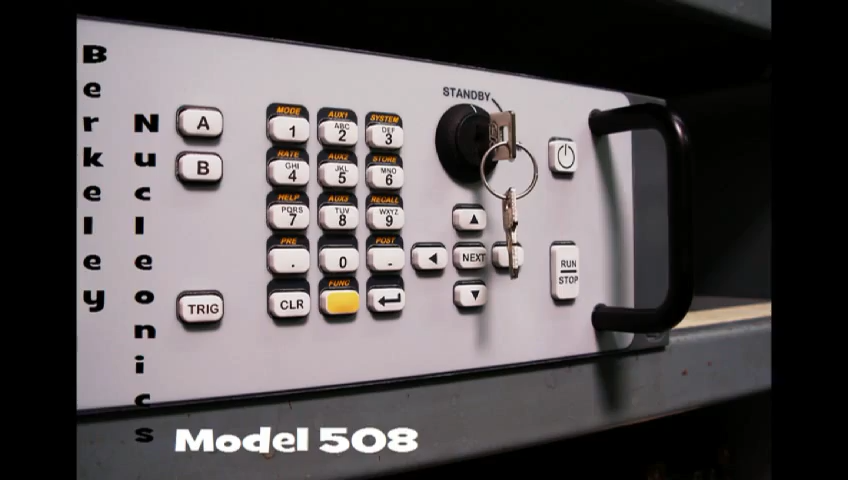 Berkeley
Nucleonics
STANDBY
A
B
MODE AUX1 SYSTEM
1 ABC 2 DEF 3
RATE AUX2 STORE
GHI 4 JKL 5 MNO 6
HELP AUX3 RECALL
PQRS 7 TUV 8 WXYZ 9
PRE POST
. 0 -
FUNC
TRIG CLR
NEXT
RUN
STOP
Model 508